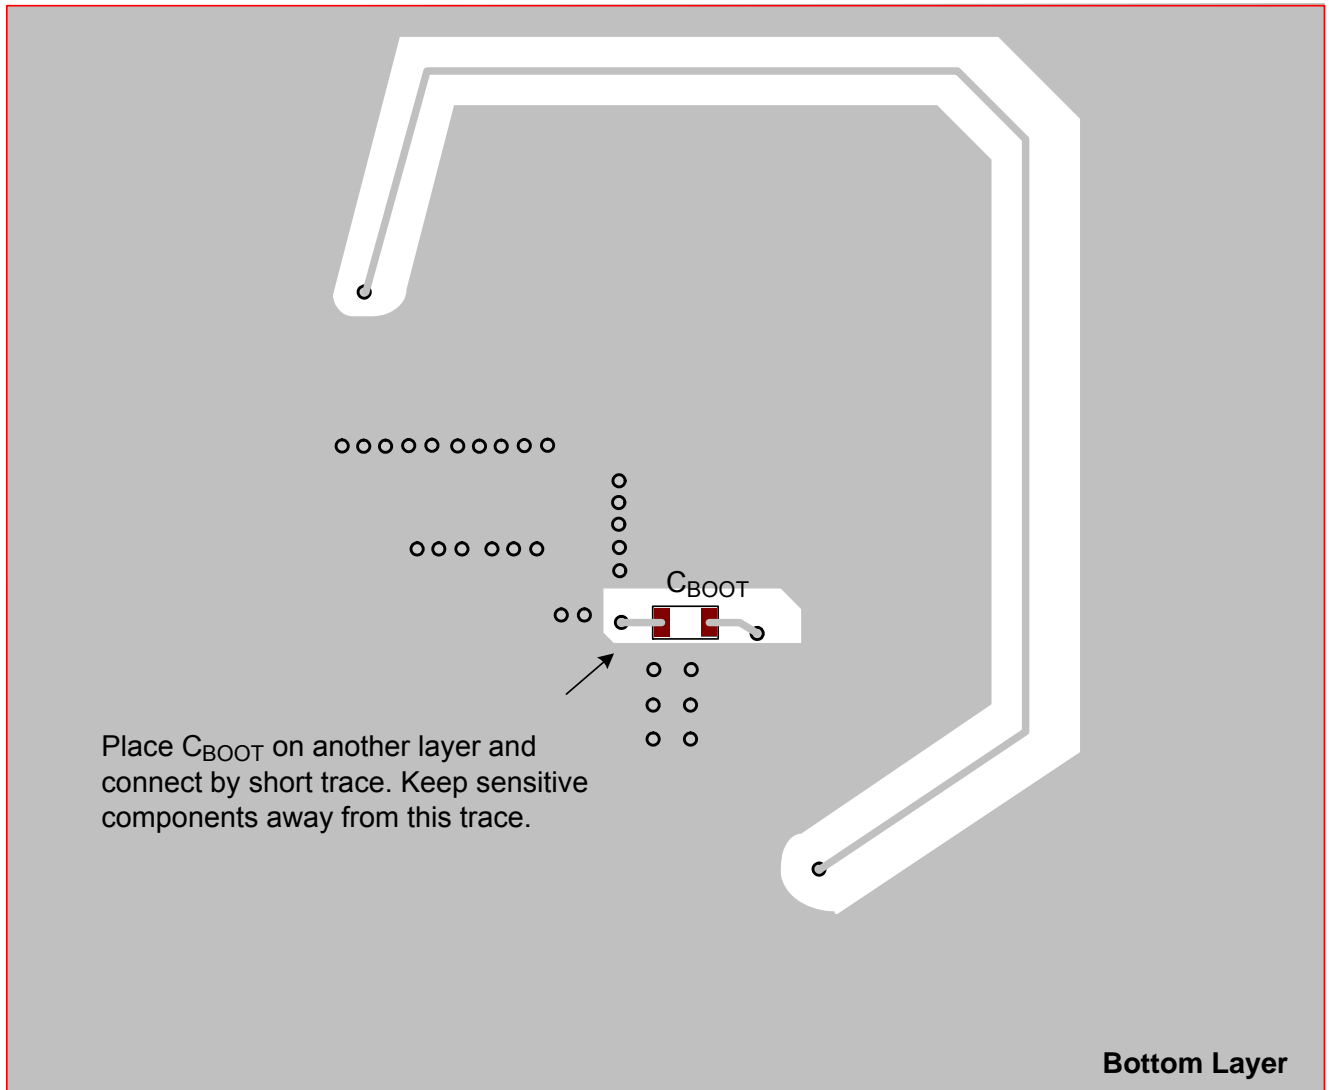 CBOOT
Place CBOOT on another layer and
connect by short trace. Keep sensitive
components away from this trace.
Bottom Layer